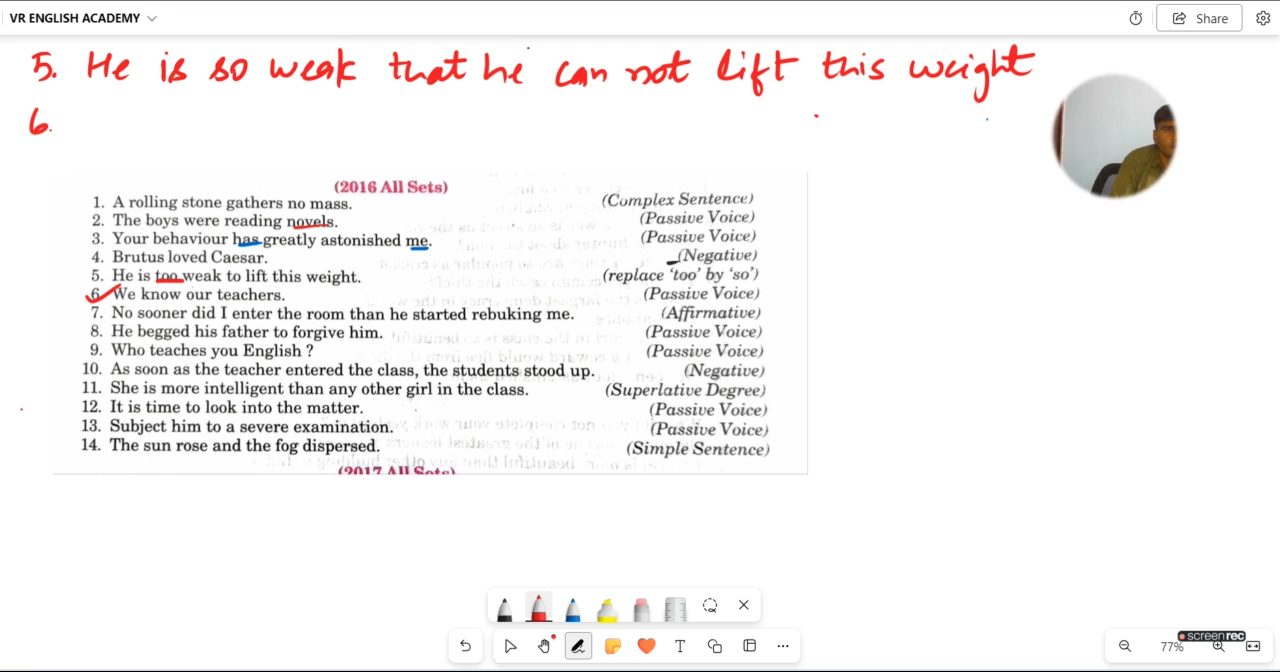 VR ENGLISH ACADEMY
Share
5. He is so weak that he can not lift this weight
6.
(2016 All Sets)
1. A rolling stone gathers no mass. (Complex Sentence)
2. The boys were reading novels. (Passive Voice)
3. Your behaviour has greatly astonished me. (Passive Voice)
4. Brutus loved Caesar. (Negative)
5. He is too weak to lift this weight. (replace 'too' by 'so')
6. We know our teachers. (Passive Voice)
7. No sooner did I enter the room than he started rebuking me. (Affirmative)
8. He begged his father to forgive him. (Passive Voice)
9. Who teaches you English ? (Passive Voice)
10. As soon as the teacher entered the class, the students stood up. (Negative)
11. She is more intelligent than any other girl in the class. (Superlative Degree)
12. It is time to look into the matter. (Passive Voice)
13. Subject him to a severe examination. (Passive Voice)
14. The sun rose and the fog dispersed. (Simple Sentence)
(2017 All Sets)
77%
screenrec